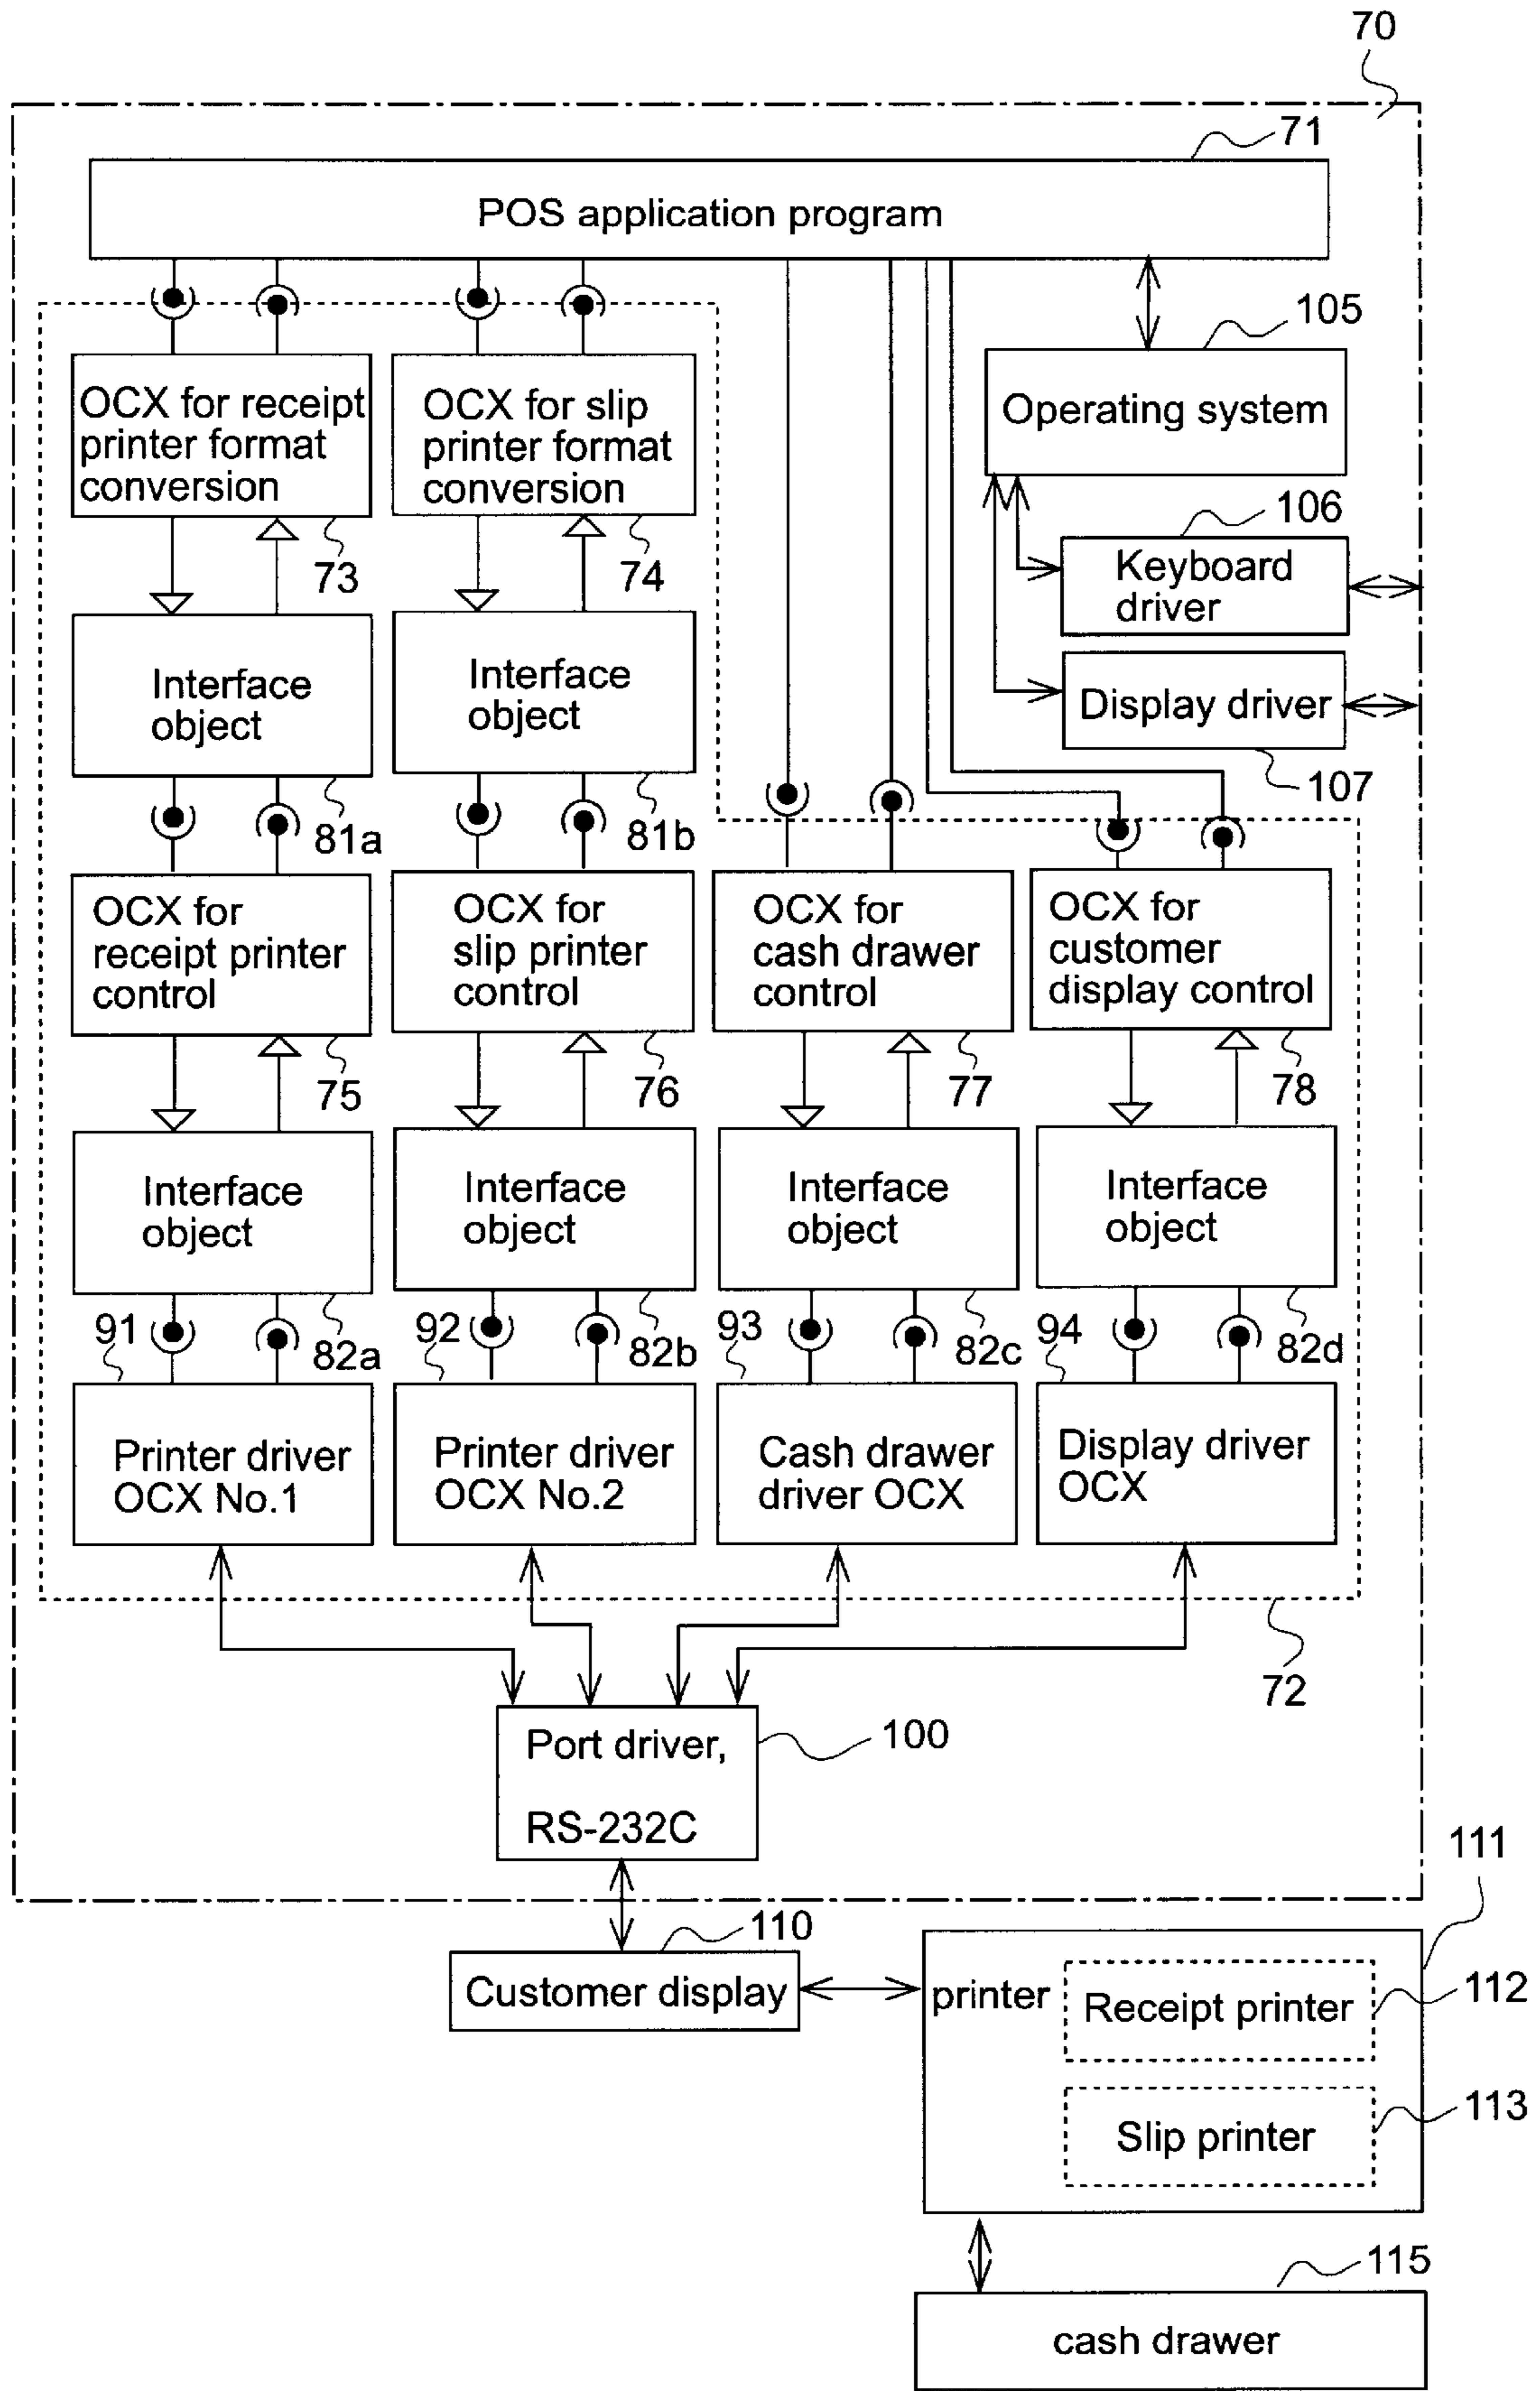 70
71
POS application program
105
OCX for receipt
printer format
conversion
OCX for slip
printer format
conversion
Operating system
73
74
106
Keyboard
driver
Interface
object
Interface
object
Display driver
107
81a
81b
OCX for
receipt printer
control
OCX for
slip printer
control
OCX for
cash drawer
control
OCX for
customer
display control
75
76
77
78
Interface
object
Interface
object
Interface
object
Interface
object
91
82a
92
82b
93
82c
94
82d
Printer driver
OCX No.1
Printer driver
OCX No.2
Cash drawer
driver OCX
Display driver
OCX
72
Port driver,
RS-232C
100
111
110
Customer display
printer
Receipt printer
112
Slip printer
113
115
cash drawer